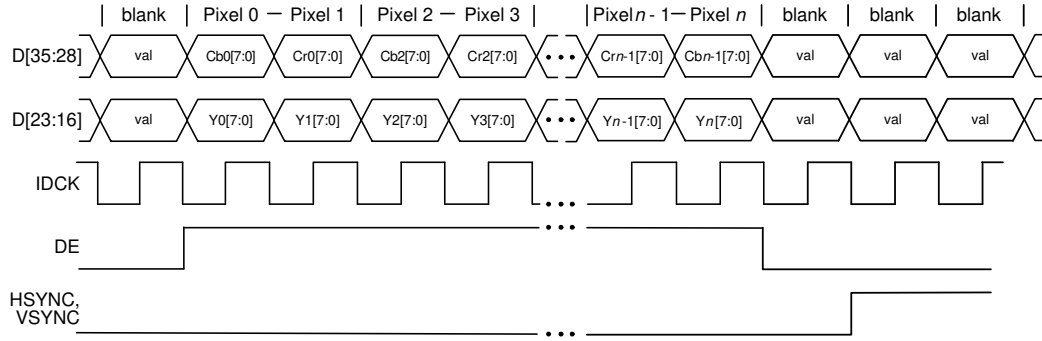 blank Pixel 0 — Pixel 1 Pixel 2 — Pixel 3 Pixel n - 1 — Pixel n blank blank blank
D[35:28] val Cb0[7:0] Cr0[7:0] Cb2[7:0] Cr2[7:0] ••• Crn-1[7:0] Cbn-1[7:0] val val val
D[23:16] val Y0[7:0] Y1[7:0] Y2[7:0] Y3[7:0] ••• Yn-1[7:0] Yn[7:0] val val val
IDCK
DE
HSYNC,
VSYNC